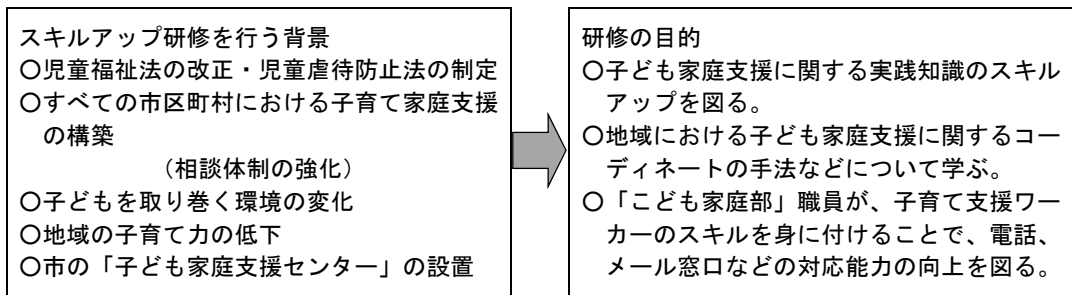 スキルアップ研修を行う背景
○児童福祉法の改正・児童虐待防止法の制定
○すべての市区町村における子育て家庭支援
の構築
（相談体制の強化）
○子どもを取り巻く環境の変化
○地域の子育て力の低下
○市の「子ども家庭支援センター」の設置
研修の目的
○子ども家庭支援に関する実践知識のスキル
アップを図る。
○地域における子ども家庭支援に関するコー
ディネートの手法などについて学ぶ。
○「こども家庭部」職員が、子育て支援ワー
カーのスキルを身に付けることで、電話、
メール窓口などの対応能力の向上を図る。